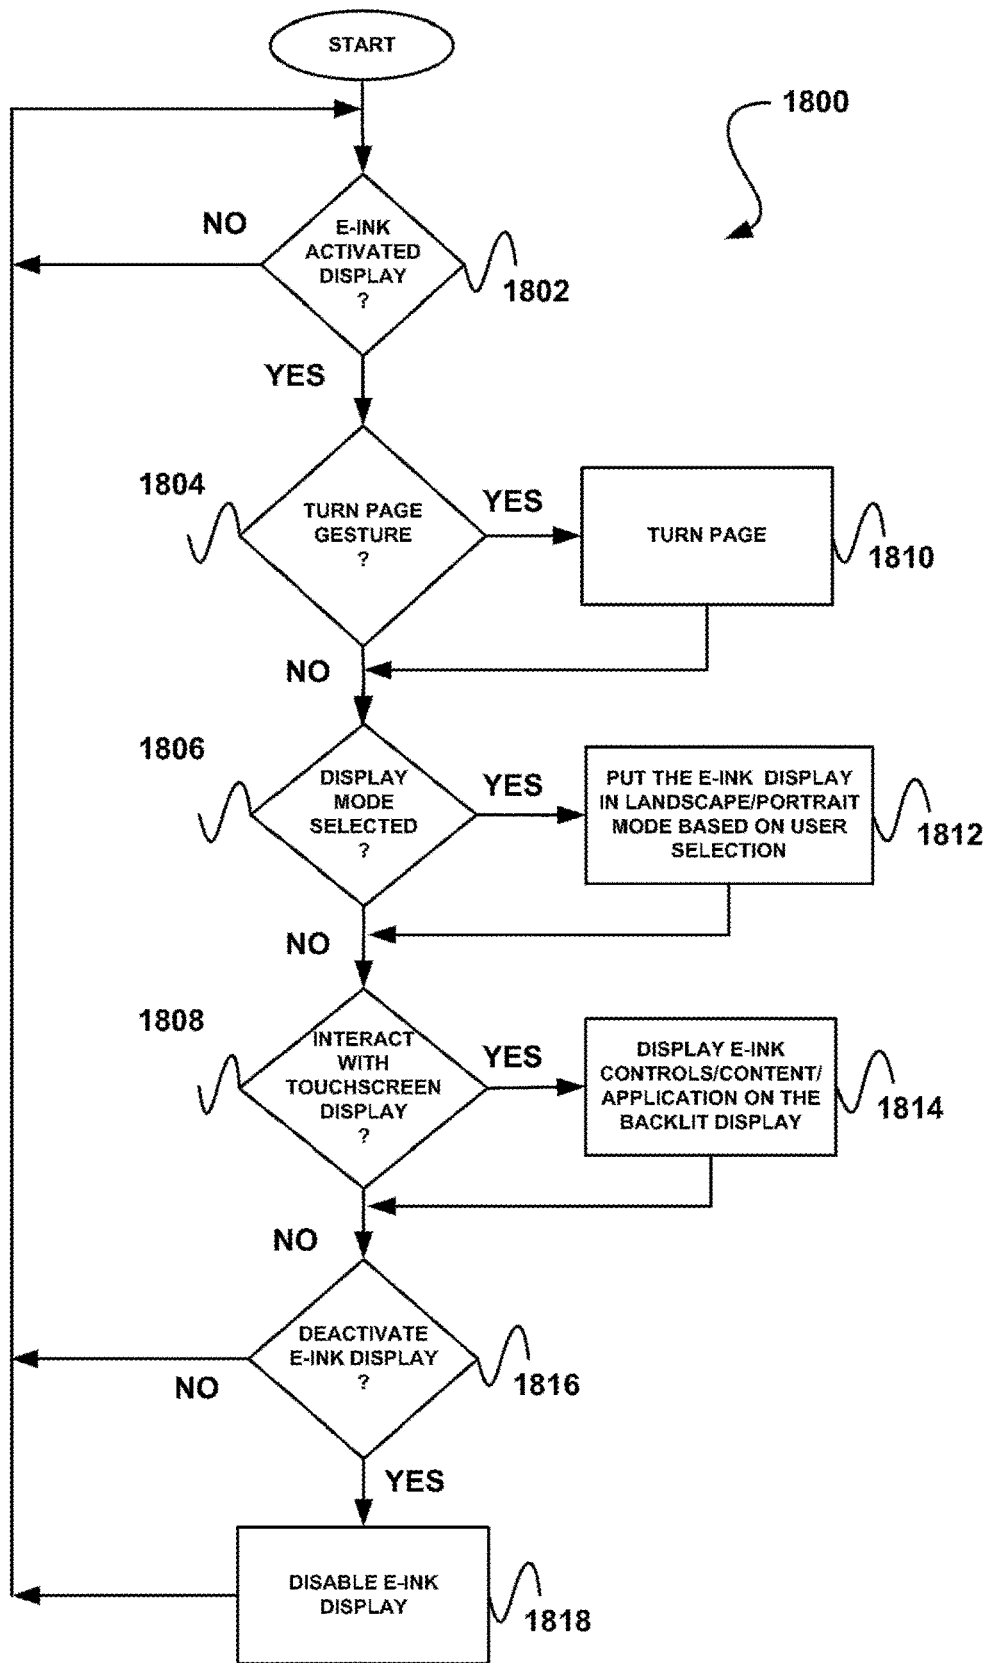 START
1800
NO
E-INK
ACTIVATED
DISPLAY
?
1802
YES
1804
TURN PAGE
GESTURE
?
YES
TURN PAGE
1810
NO
1806
DISPLAY
MODE
SELECTED
?
YES
PUT THE E-INK DISPLAY
IN LANDSCAPE/PORTRAIT
MODE BASED ON USER
SELECTION
1812
NO
1808
INTERACT
WITH
TOUCHSCREEN
DISPLAY
?
YES
DISPLAY E-INK
CONTROLS/CONTENT/
APPLICATION ON THE
BACKLIT DISPLAY
1814
NO
DEACTIVATE
E-INK DISPLAY
?
NO
1816
YES
DISABLE E-INK
DISPLAY
1818